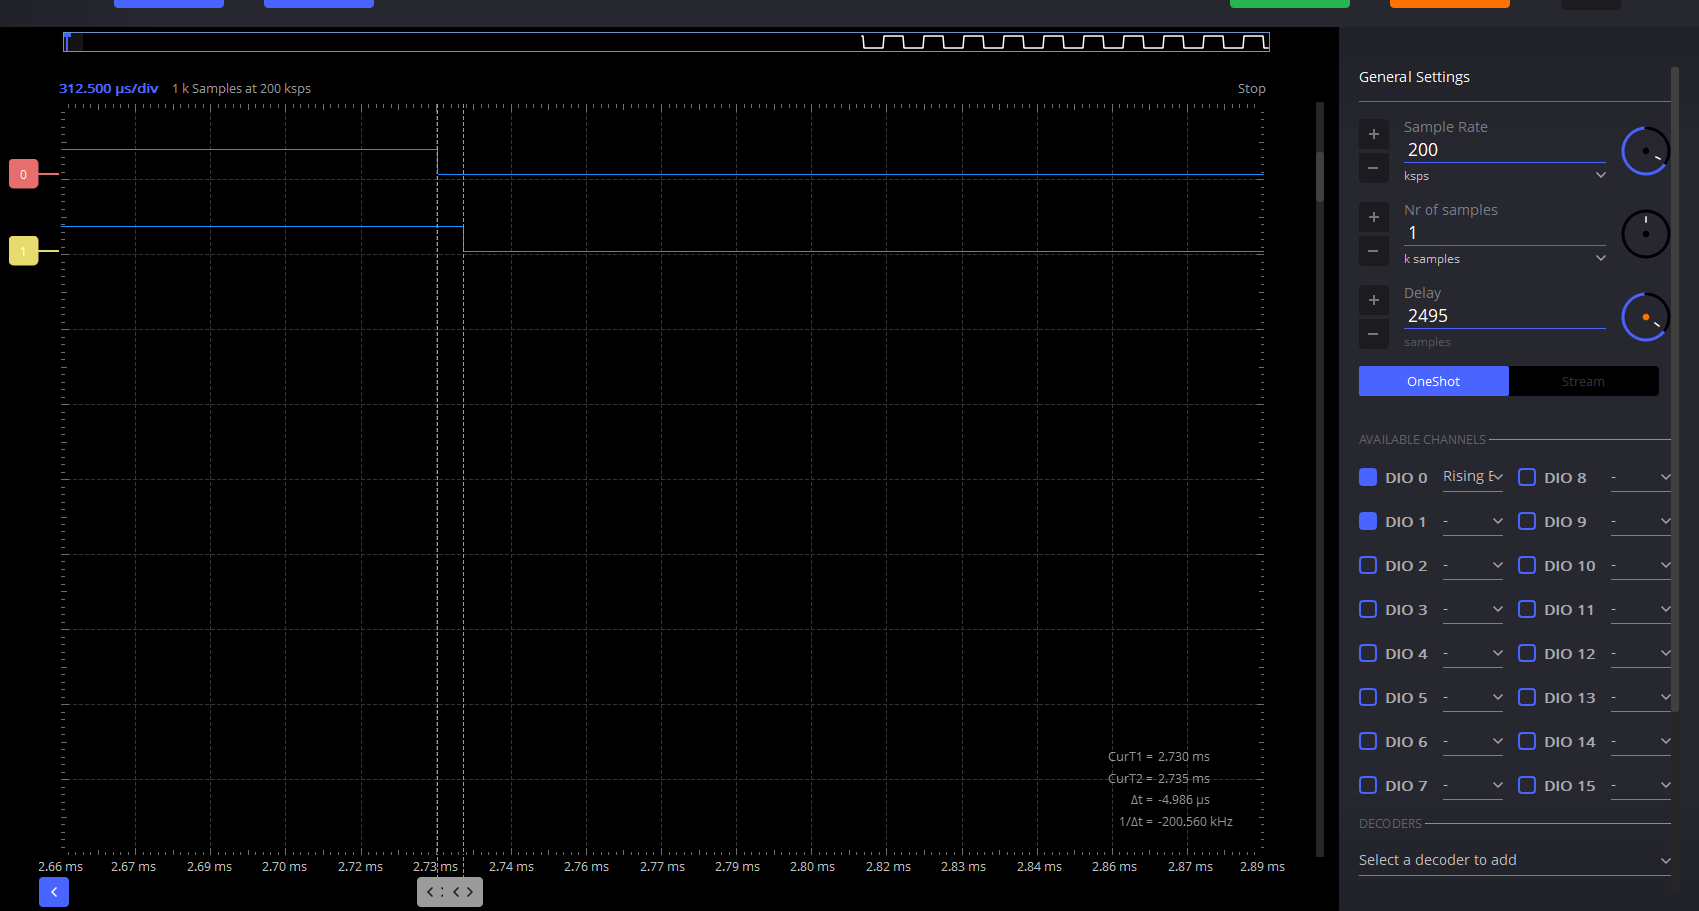 312.500 µs/div 1 k Samples at 200 ksps Stop
General Settings
Sample Rate
200
ksps
Nr of samples
1
k samples
Delay
2495
samples
OneShot Stream
AVAILABLE CHANNELS
DIO 0 Rising E DIO 8 -
DIO 1 - DIO 9 -
DIO 2 - DIO 10 -
DIO 3 - DIO 11 -
DIO 4 - DIO 12 -
DIO 5 - DIO 13 -
DIO 6 - DIO 14 -
DIO 7 - DIO 15 -
DECODERS
Select a decoder to add
0
1
CurT1 = 2.730 ms
CurT2 = 2.735 ms
Δt = -4.986 µs
1/Δt = -200.560 kHz
2.66 ms 2.67 ms 2.69 ms 2.70 ms 2.72 ms 2.73 ms 2.74 ms 2.76 ms 2.77 ms 2.79 ms 2.80 ms 2.82 ms 2.83 ms 2.84 ms 2.86 ms 2.87 ms 2.89 ms